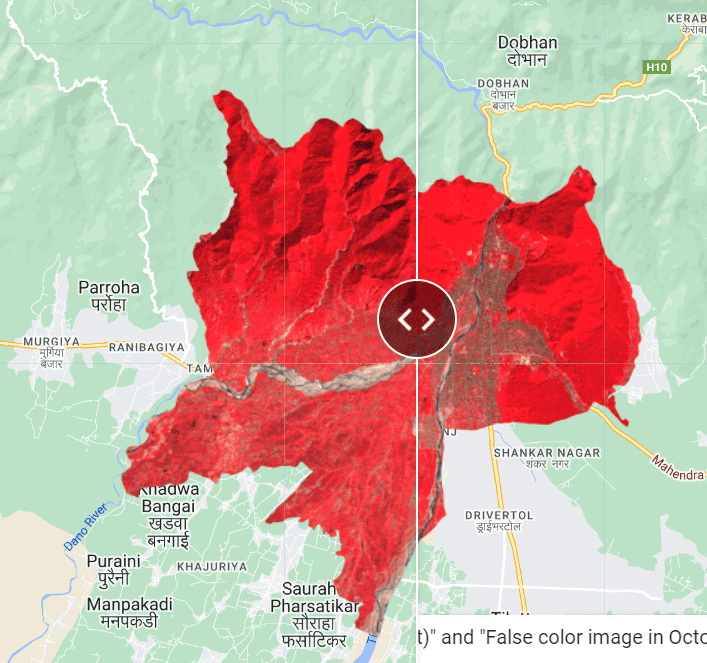 KERAB
केराबा
Dobhan
दोभान
H10
DOBHAN
दोभान
बजार
Parroha
पर्रोहा
MURGIYA
मुर्गिया
बजार
RANIBAGIYA
TAM
NJ
SHANKAR NAGAR
शंकर नगर
Mahendra
Khadwa
Bangai
खडवा
बनगाई
DRIVERTOL
ड्राईभरटोल
Dano River
Puraini
पुरैनी
KHAJURIYA
Manpakadi
मनपकडी
Saurah
Pharsatikar
सोराहा
फर्साटिकर
t)" and "False color image in Octo